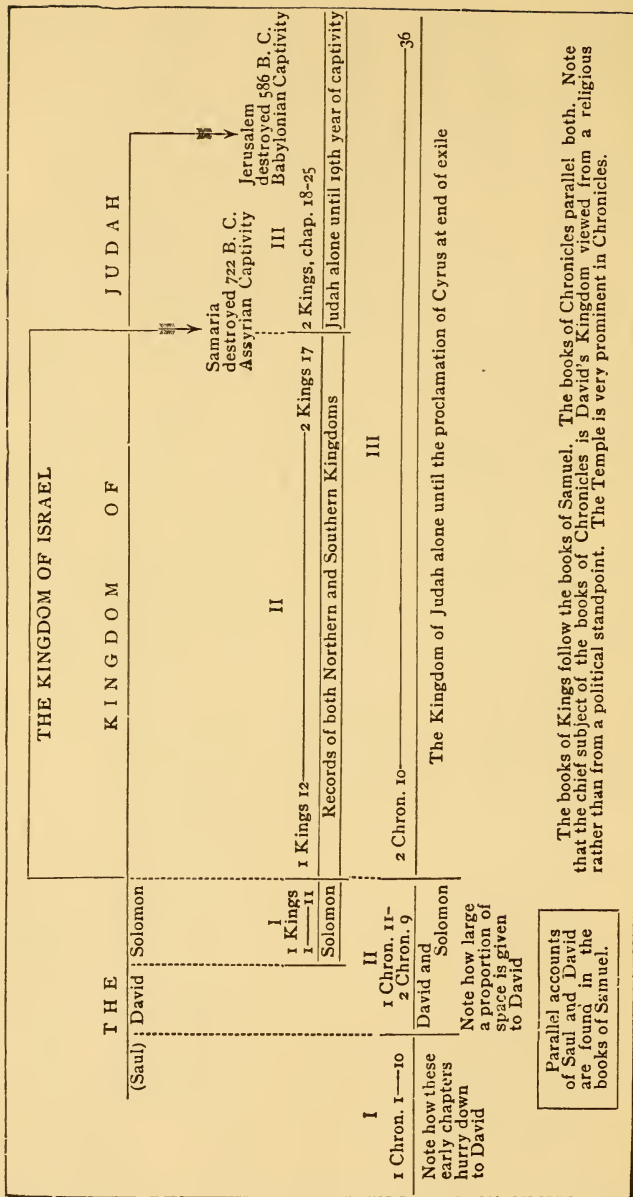 THE KINGDOM OF ISRAEL
THE KINGDOM OF JUDAH
(Saul) David Solomon
Samaria
destroyed 722 B. C.
Assyrian Captivity
Jerusalem
destroyed 586 B. C.
Babylonian Captivity
I
1 Kings
1—11
Solomon
II
1 Kings 12—2 Kings 17
Records of both Northern and Southern Kingdoms
III
2 Kings, chap. 18-25
Judah alone until 19th year of captivity
I
1 Chron. 1—10
Note how these
early chapters
hurry down
to David
II
1 Chron. 11-
2 Chron. 9
David and
Solomon
Note how large
a proportion of
space is given
to David
III
2 Chron. 10—36
The Kingdom of Judah alone until the proclamation of Cyrus at end of exile
Parallel accounts
of Saul and David
are found in the
books of Samuel.
The books of Kings follow the books of Samuel. The books of Chronicles parallel both. Note
that the chief subject of the books of Chronicles is David's Kingdom viewed from a religious
rather than from a political standpoint. The Temple is very prominent in Chronicles.